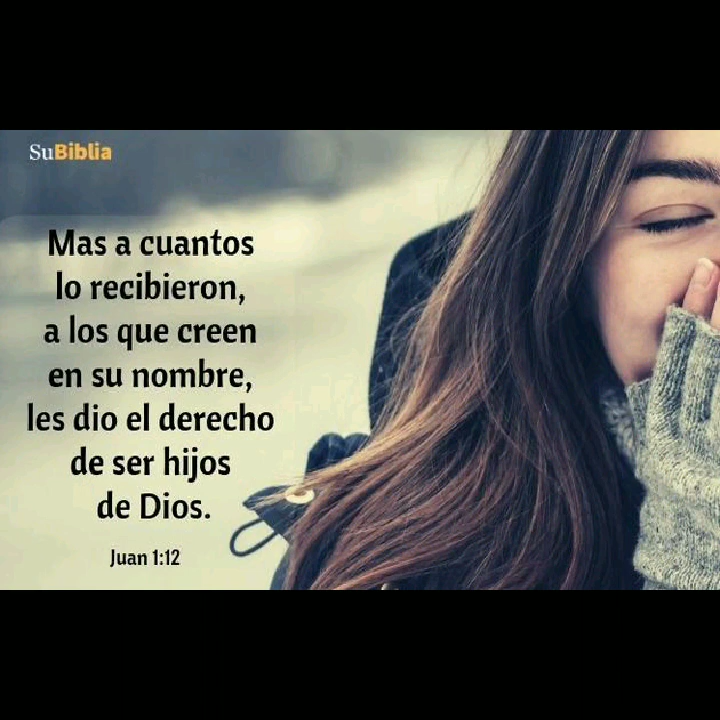 SuBiblia
Mas a cuantos
lo recibieron,
a los que creen
en su nombre,
les dio el derecho
de ser hijos
de Dios.
Juan 1:12